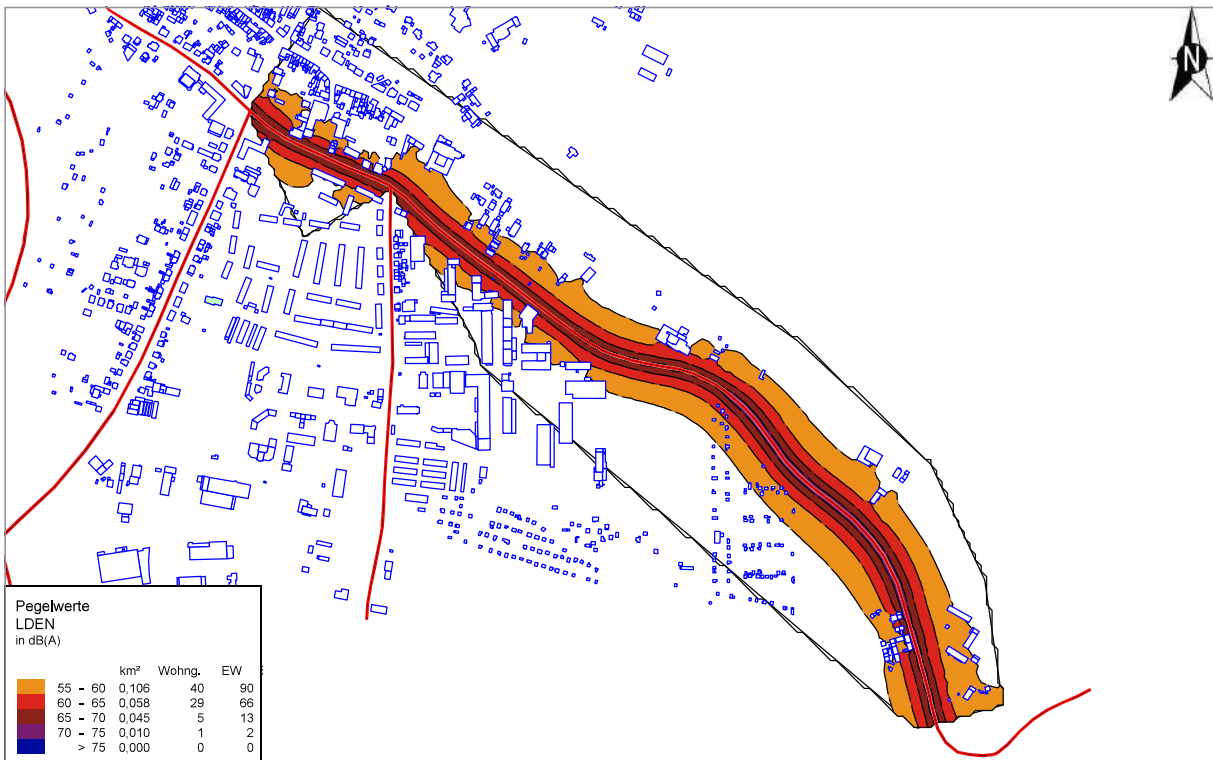 N
Pegelwerte
LDEN
in dB(A)
km² Wohng. EW
55 - 60 0,106 40 90
60 - 65 0,058 29 66
65 - 70 0,045 5 13
70 - 75 0,010 1 2
> 75 0,000 0 0